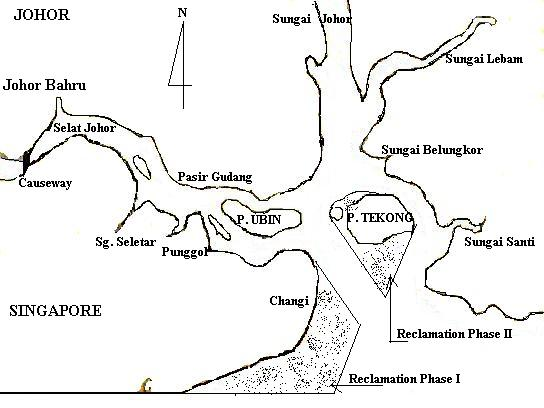 JOHOR
N
Sungai Johor
Sungai Lebam
Johor Bahru
Selat Johor
Sungai Belungkor
Causeway
Pasir Gudang
P. UBIN
P. TEKONG
Sg. Seletar
Punggol
Sungai Santi
Changi
SINGAPORE
Reclamation Phase II
Reclamation Phase I